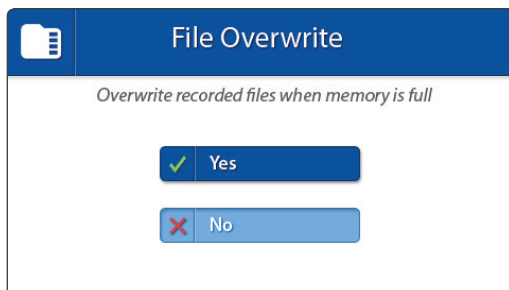 File Overwrite
Overwrite recorded files when memory is full
Yes
No